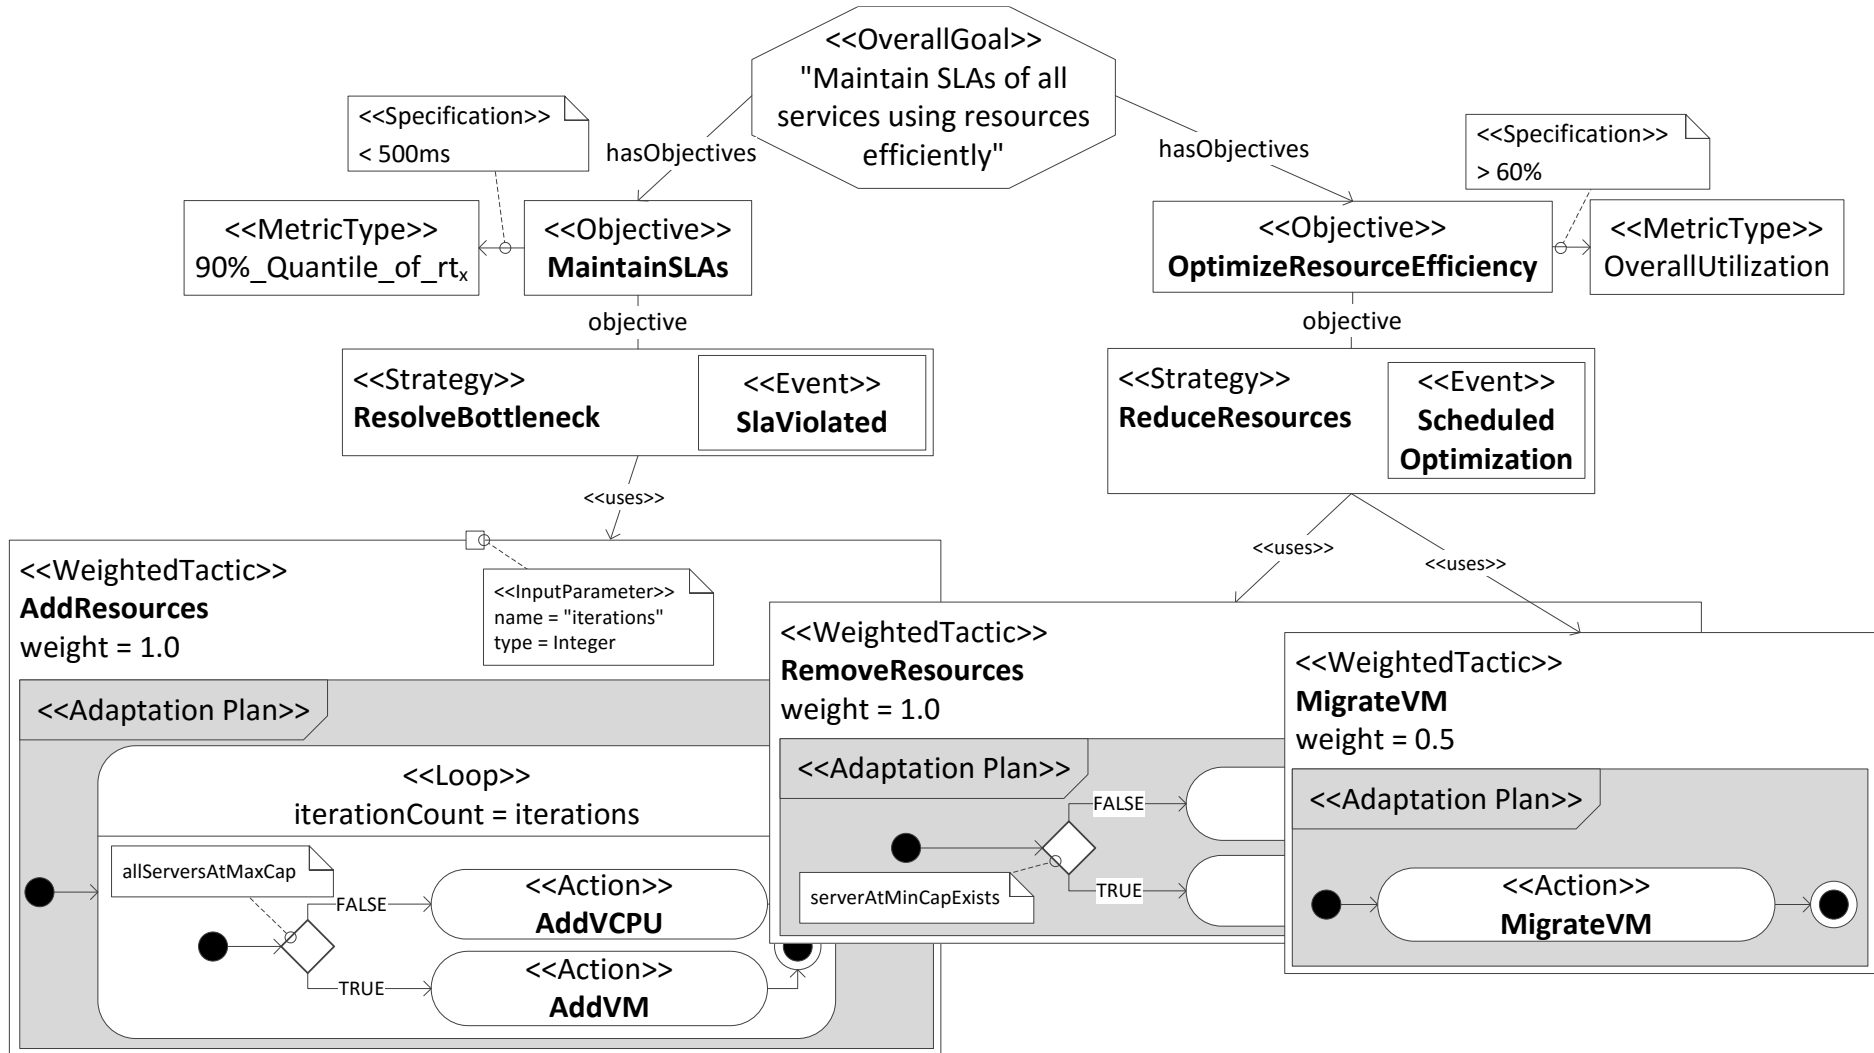 <<OverallGoal>>
"Maintain SLAs of all
services using resources
efficiently"
<<Specification>>
< 500ms
hasObjectives
hasObjectives
<<Specification>>
> 60%
<<MetricType>>
90%_Quantile_of_rtₓ
<<Objective>>
MaintainSLAs
<<Objective>>
OptimizeResourceEfficiency
<<MetricType>>
OverallUtilization
objective
objective
<<Strategy>>
ResolveBottleneck
<<Event>>
SlaViolated
<<Strategy>>
ReduceResources
<<Event>>
Scheduled
Optimization
<<uses>>
<<uses>>
<<uses>>
<<WeightedTactic>>
AddResources
weight = 1.0
<<InputParameter>>
name = "iterations"
type = Integer
<<Adaptation Plan>>
<<Loop>>
iterationCount = iterations
allServersAtMaxCap
FALSE
<<Action>>
AddVCPU
TRUE
<<Action>>
AddVM
<<WeightedTactic>>
RemoveResources
weight = 1.0
<<Adaptation Plan>>
FALSE
serverAtMinCapExists
TRUE
<<WeightedTactic>>
MigrateVM
weight = 0.5
<<Adaptation Plan>>
<<Action>>
MigrateVM